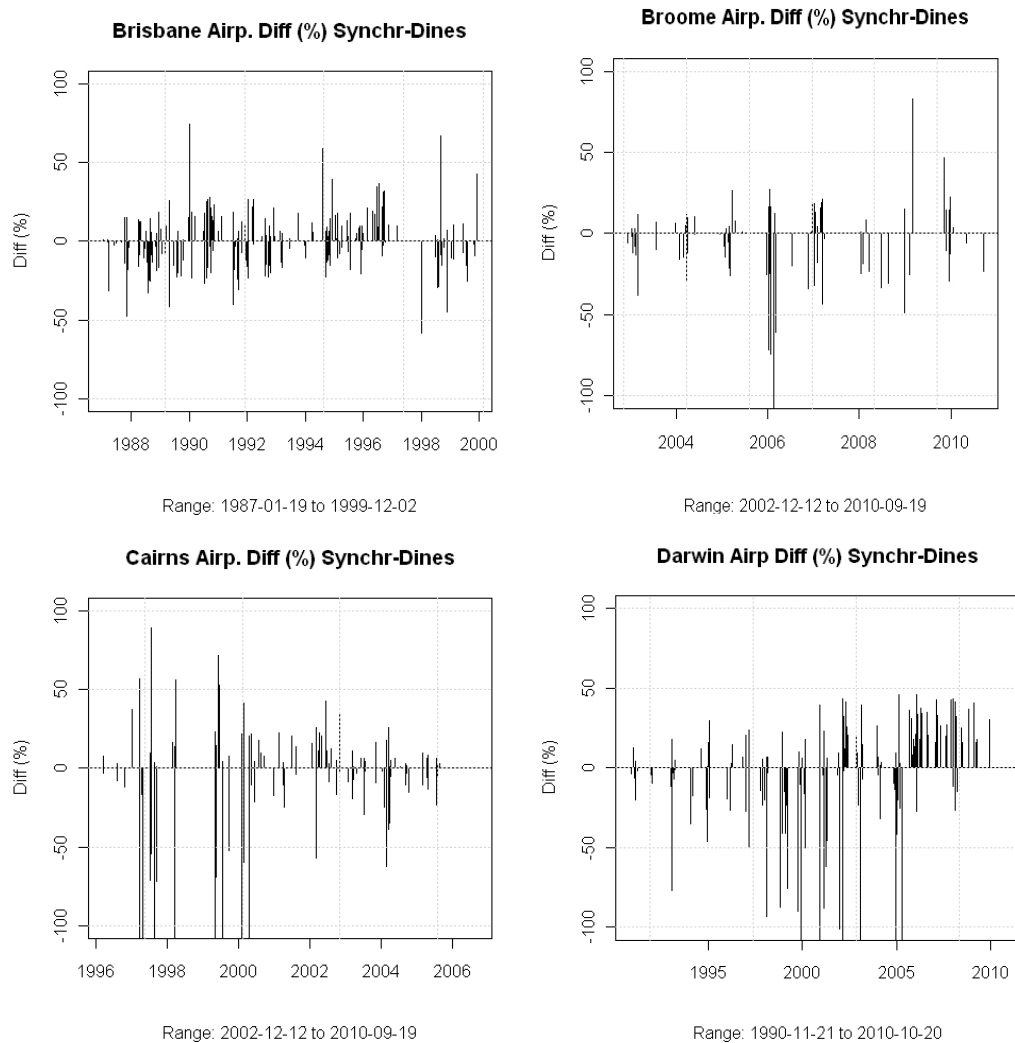 Brisbane Airp. Diff (%) Synchr-Dines
Diff (%)
100
50
0
-50
-100
1988 1990 1992 1994 1996 1998 2000
Range: 1987-01-19 to 1999-12-02
Broome Airp. Diff (%) Synchr-Dines
Diff (%)
100
50
0
-50
-100
2004 2006 2008 2010
Range: 2002-12-12 to 2010-09-19
Cairns Airp. Diff (%) Synchr-Dines
Diff (%)
100
50
0
-50
-100
1996 1998 2000 2002 2004 2006
Range: 2002-12-12 to 2010-09-19
Darwin Airp Diff (%) Synchr-Dines
Diff (%)
100
50
0
-50
-100
1995 2000 2005 2010
Range: 1990-11-21 to 2010-10-20